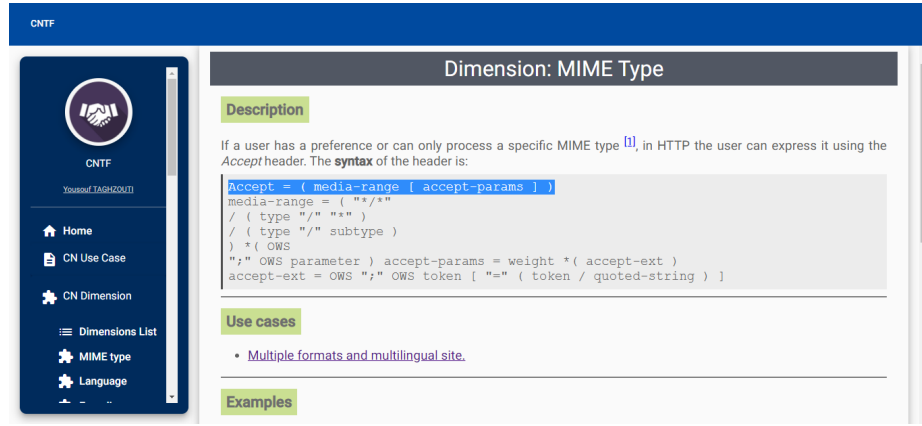 CNTF
CNTF
Yousouf TAGHZOUTI
Home
CN Use Case
CN Dimension
Dimensions List
MIME type
Language
Dimension: MIME Type
Description
If a user has a preference or can only process a specific MIME type [1], in HTTP the user can express it using the
Accept header. The syntax of the header is:
Accept = ( media-range [ accept-params ] )
media-range = ( "*/*"
/ ( type "/" "*" )
/ ( type "/" subtype )
) *( OWS
";" OWS parameter ) accept-params = weight *( accept-ext )
accept-ext = OWS ";" OWS token [ "=" ( token / quoted-string ) ]
Use cases
• Multiple formats and multilingual site.
Examples